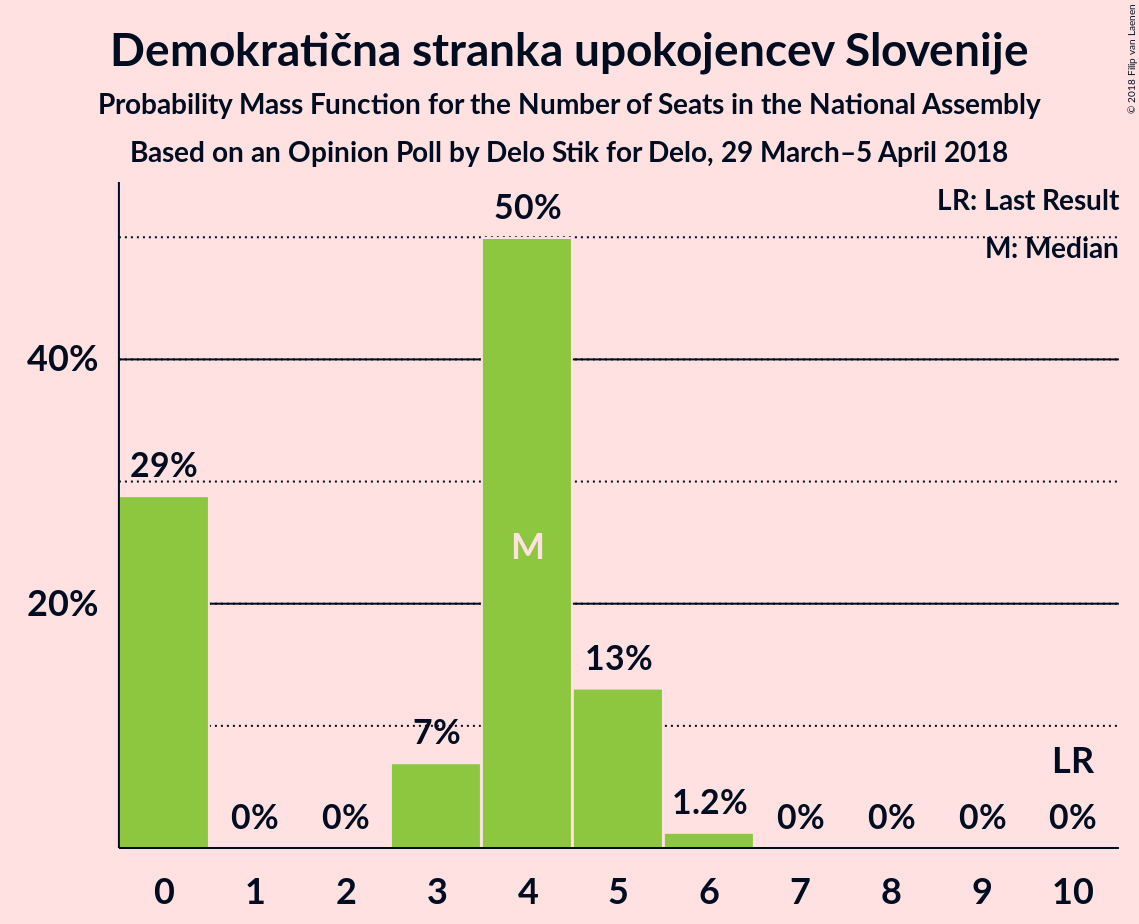 Demokratična stranka upokojencev Slovenije
Probability Mass Function for the Number of Seats in the National Assembly
Based on an Opinion Poll by Delo Stik for Delo, 29 March–5 April 2018
© 2018 Filip van Laenen
LR: Last Result
M: Median
50%
40%
29%
M
20%
13%
7%
LR
1.2%
0% 0% 0% 0% 0% 0%
0 1 2 3 4 5 6 7 8 9 10